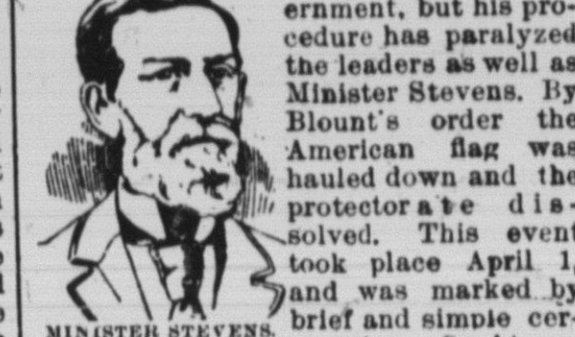 ernment, but his pro-
cedure has paralyzed
the leaders as well as
Minister Stevens. By
Blount's order the
American flag was
hauled down and the
protectorate dis-
solved. This event
took place April 1,
and was marked by
brief and simple cer-
MINISTER STEVENS.